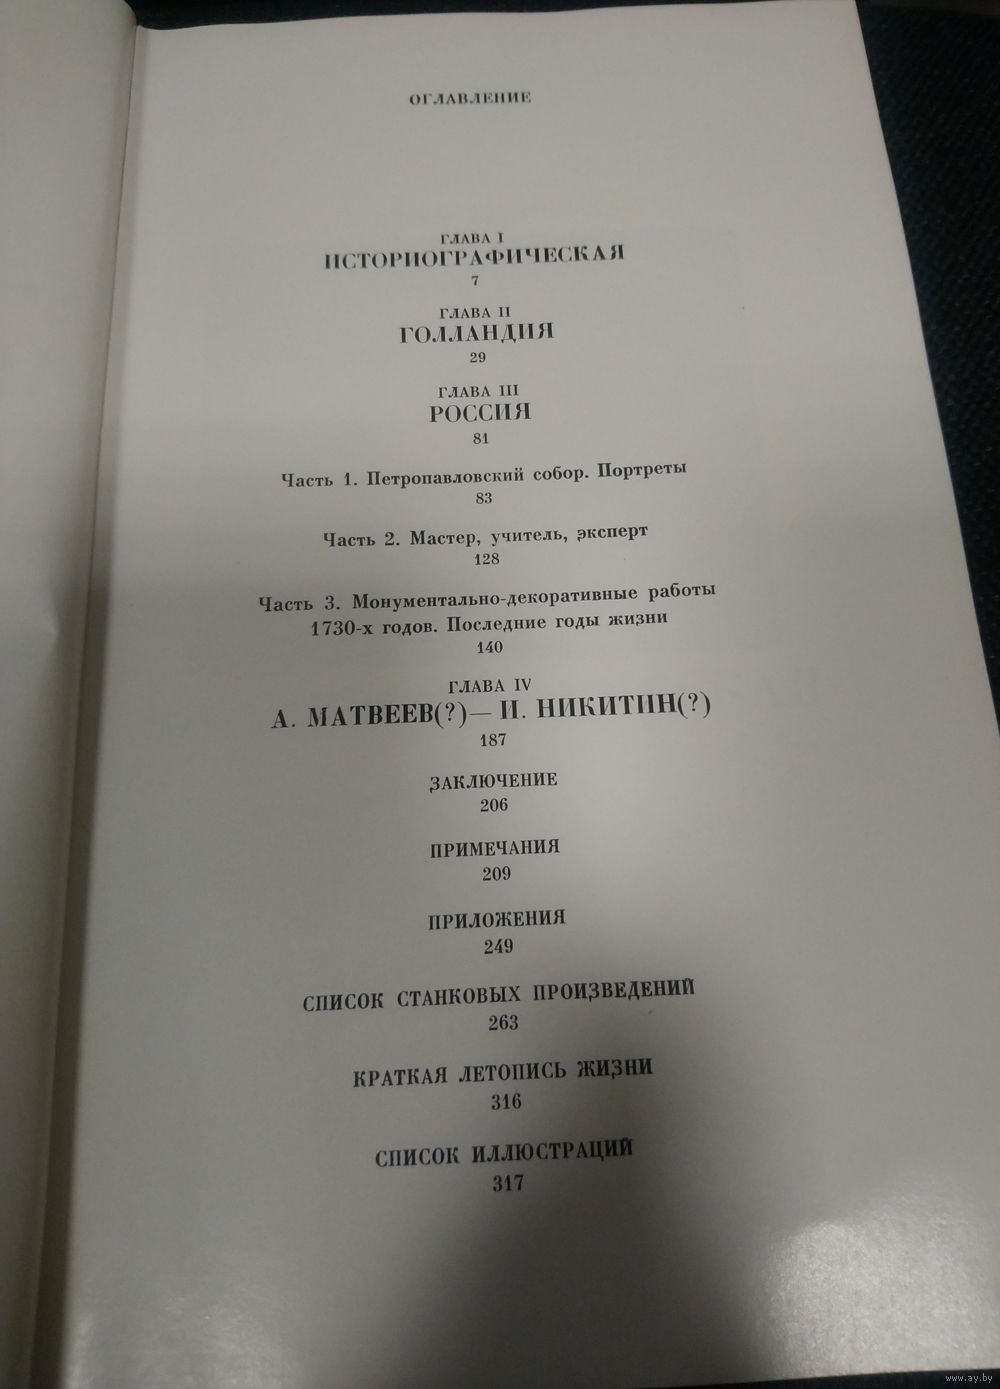 ОГЛАВЛЕНИЕ
ГЛАВА I
ИСТОРИОГРАФИЧЕСКАЯ
7
ГЛАВА II
ГОЛЛАНДИЯ
29
ГЛАВА III
РОССИЯ
81
Часть 1. Петропавловский собор. Портреты
83
Часть 2. Мастер, учитель, эксперт
128
Часть 3. Монументально-декоративные работы
1730-х годов. Последние годы жизни
140
ГЛАВА IV
А. МАТВЕЕВ(?)— И. НИКИТИН(?)
187
ЗАКЛЮЧЕНИЕ
206
ПРИМЕЧАНИЯ
209
ПРИЛОЖЕНИЯ
249
СПИСОК СТАНКОВЫХ ПРОИЗВЕДЕНИЙ
263
КРАТКАЯ ЛЕТОПИСЬ ЖИЗНИ
316
СПИСОК ИЛЛЮСТРАЦИЙ
317
www.ay.by